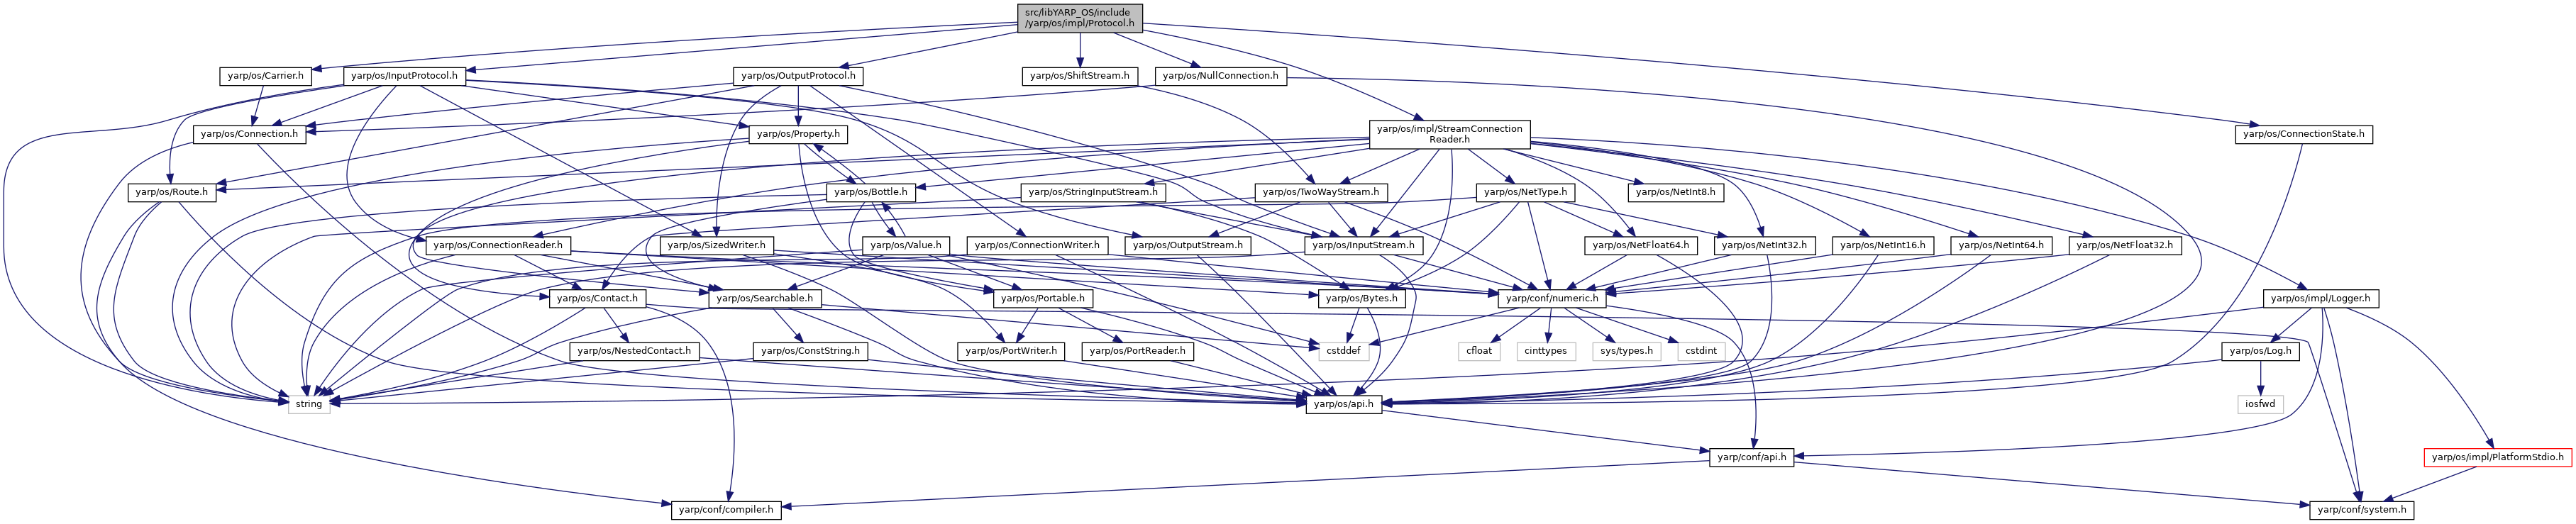 src/libYARP_OS/include
/yarp/os/impl/Protocol.h
yarp/os/Carrier.h
yarp/os/InputProtocol.h
yarp/os/OutputProtocol.h
yarp/os/ShiftStream.h
yarp/os/NullConnection.h
yarp/os/Connection.h
yarp/os/Property.h
yarp/os/impl/StreamConnection
Reader.h
yarp/os/ConnectionState.h
yarp/os/Route.h
yarp/os/Bottle.h
yarp/os/StringInputStream.h
yarp/os/TwoWayStream.h
yarp/os/NetType.h
yarp/os/NetInt8.h
yarp/os/ConnectionReader.h
yarp/os/SizedWriter.h
yarp/os/Value.h
yarp/os/ConnectionWriter.h
yarp/os/OutputStream.h
yarp/os/InputStream.h
yarp/os/NetFloat64.h
yarp/os/NetInt32.h
yarp/os/NetInt16.h
yarp/os/NetInt64.h
yarp/os/NetFloat32.h
yarp/os/Contact.h
yarp/os/Searchable.h
yarp/os/Portable.h
yarp/os/Bytes.h
yarp/conf/numeric.h
yarp/os/impl/Logger.h
yarp/os/NestedContact.h
yarp/os/ConstString.h
yarp/os/PortWriter.h
yarp/os/PortReader.h
cstddef
cfloat
cinttypes
sys/types.h
cstdint
yarp/os/Log.h
string
yarp/os/api.h
iosfwd
yarp/conf/api.h
yarp/os/impl/PlatformStdio.h
yarp/conf/compiler.h
yarp/conf/system.h